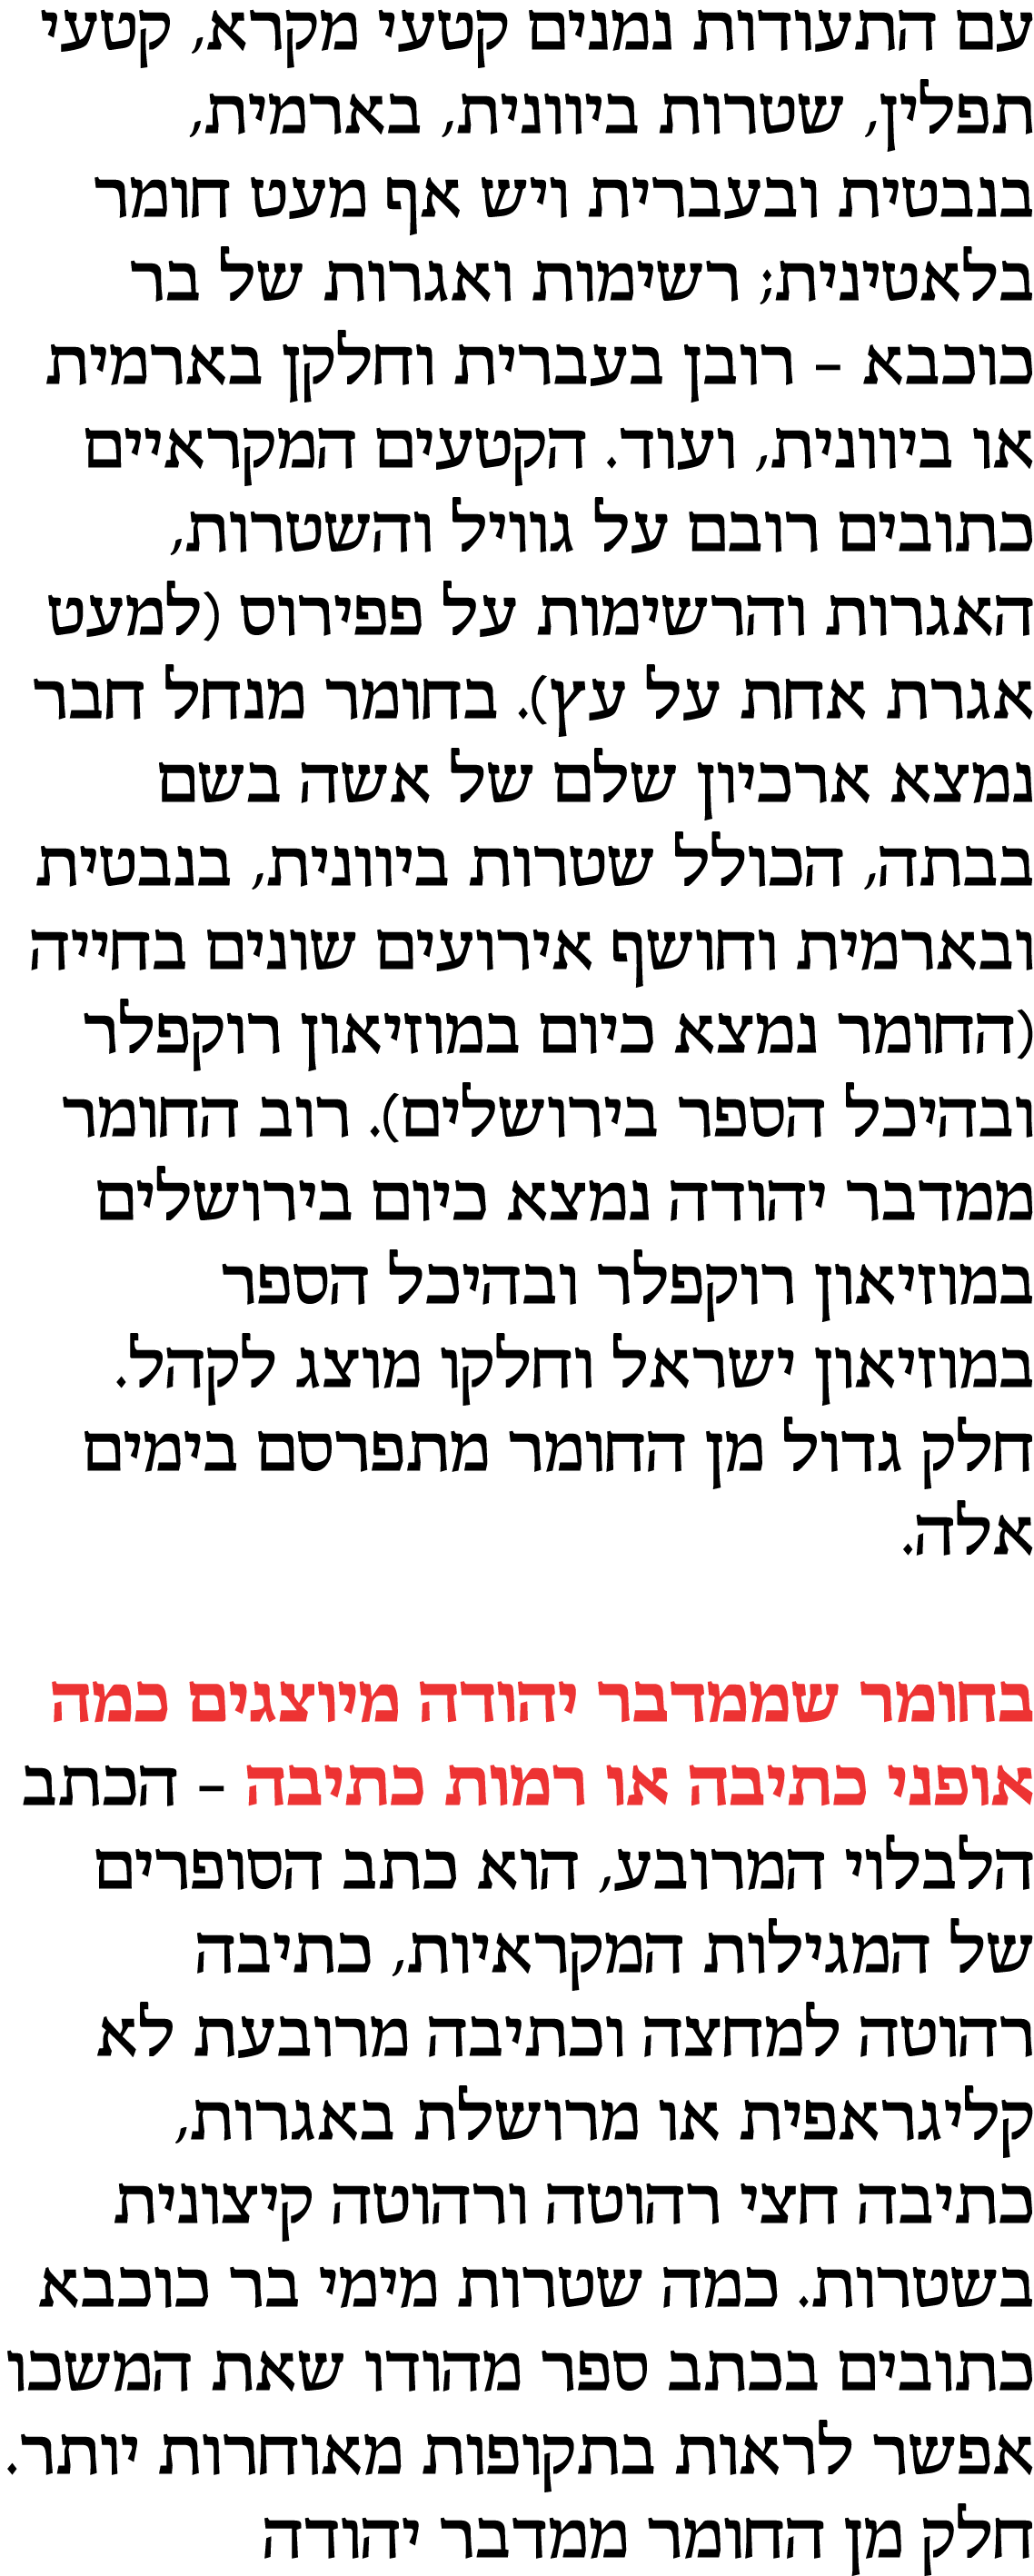 עם התעודות נמנים קטעי מקרא, קטעי
תפלין, שטרות ביוונית, בארמית,
בנבטית ובעברית ויש אף מעט חומר
בלאטינית; רשימות ואגרות של בר
כוכבא – רובן בעברית וחלקן בארמית
או ביוונית, ועוד. הקטעים המקראיים
כתובים רובם על גוויל והשטרות,
האגרות והרשימות על פפירוס (למעט
אגרת אחת על עץ). בחומר מנחל חבר
נמצא ארכיון שלם של אשה בשם
בבתה, הכולל שטרות ביוונית, בנבטית
ובארמית וחושף אירועים שונים בחייה
(החומר נמצא כיום במוזיאון רוקפלר
ובהיכל הספר בירושלים). רוב החומר
ממדבר יהודה נמצא כיום בירושלים
במוזיאון רוקפלר ובהיכל הספר
במוזיאון ישראל וחלקו מוצג לקהל.
חלק גדול מן החומר מתפרסם בימים
אלה.
בחומר שממדבר יהודה מיוצגים כמה
אופני כתיבה או רמות כתיבה – הכתב
הלבלוי המרובע, הוא כתב הסופרים
של המגילות המקראיות, כתיבה
רהוטה למחצה וכתיבה מרובעת לא
קליגראפית או מרושלת באגרות,
כתיבה חצי רהוטה ורהוטה קיצונית
בשטרות. כמה שטרות מימי בר כוכבא
כתובים בכתב ספר מהודו שאת המשכו
אפשר לראות בתקופות מאוחרות יותר.
חלק מן החומר ממדבר יהודה